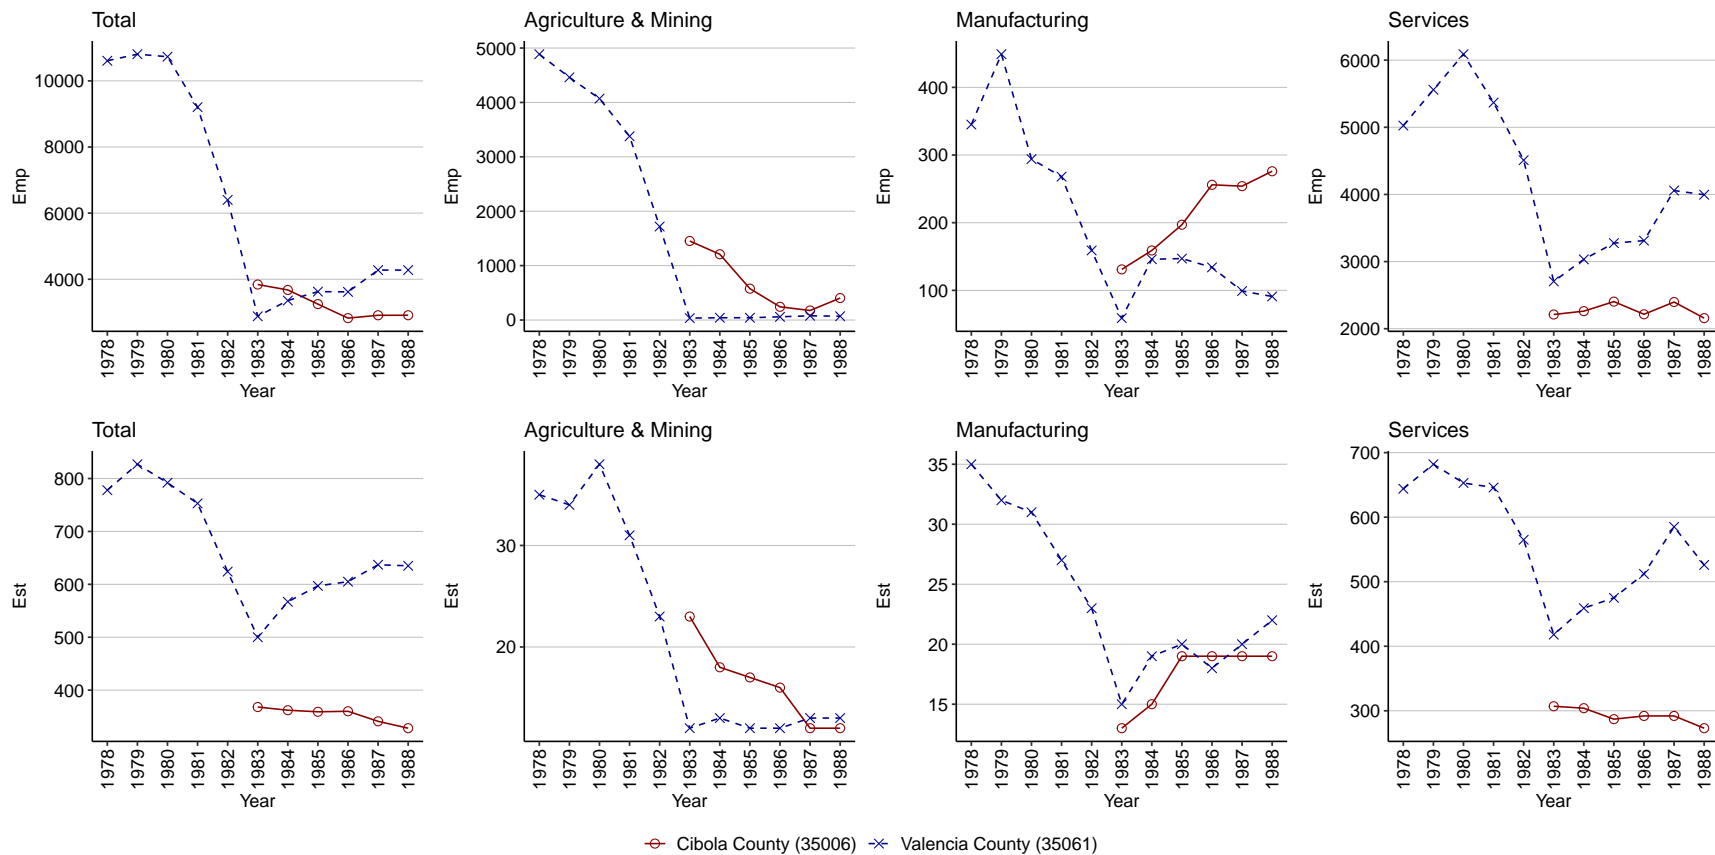 Total Agriculture & Mining Manufacturing Services
Emp
10000
8000
6000
4000
1978 1979 1980 1981 1982 1983 1984 1985 1986 1987 1988
Year
Emp
5000
4000
3000
2000
1000
0
1978 1979 1980 1981 1982 1983 1984 1985 1986 1987 1988
Year
Emp
400
300
200
100
1978 1979 1980 1981 1982 1983 1984 1985 1986 1987 1988
Year
Emp
6000
5000
4000
3000
2000
1978 1979 1980 1981 1982 1983 1984 1985 1986 1987 1988
Year
Total Agriculture & Mining Manufacturing Services
Est
800
700
600
500
400
1978 1979 1980 1981 1982 1983 1984 1985 1986 1987 1988
Year
Est
30
20
1978 1979 1980 1981 1982 1983 1984 1985 1986 1987 1988
Year
Est
35
30
25
20
15
1978 1979 1980 1981 1982 1983 1984 1985 1986 1987 1988
Year
Est
700
600
500
400
300
1978 1979 1980 1981 1982 1983 1984 1985 1986 1987 1988
Year
Cibola County (35006) Valencia County (35061)